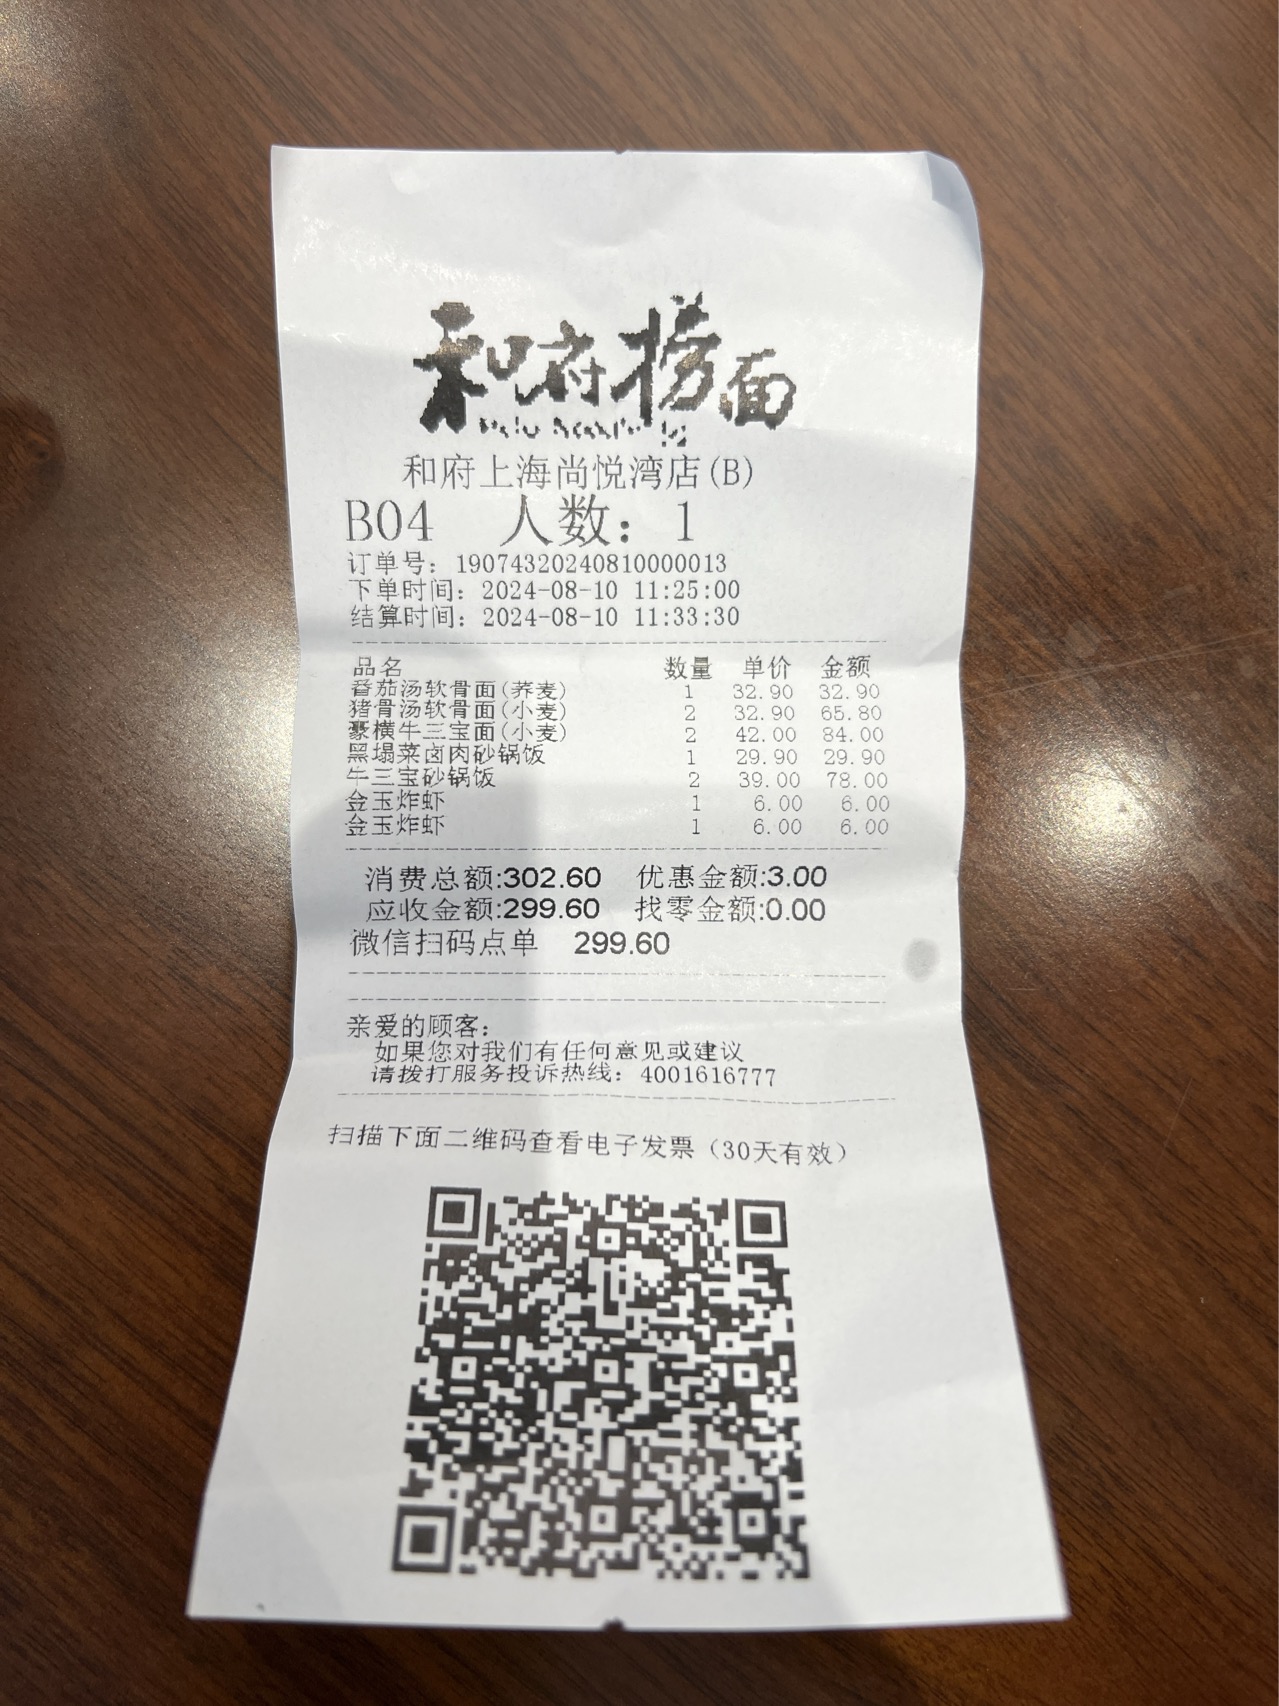 和府捞面
和府上海尚悦湾店(B)
B04 人数：1
订单号：19074320240810000013
下单时间：2024-08-10 11:25:00
结算时间：2024-08-10 11:33:30
品名 数量 单价 金额
番茄汤软骨面(荞麦) 1 32.90 32.90
猪骨汤软骨面(小麦) 2 32.90 65.80
豪横牛三宝面(小麦) 2 42.00 84.00
黑塌菜卤肉砂锅饭 1 29.90 29.90
牛三宝砂锅饭 2 39.00 78.00
金玉炸虾 1 6.00 6.00
金玉炸虾 1 6.00 6.00
消费总额:302.60 优惠金额:3.00
应收金额:299.60 找零金额:0.00
微信扫码点单 299.60
亲爱的顾客：
如果您对我们有任何意见或建议
请拨打服务投诉热线：4001616777
扫描下面二维码查看电子发票（30天有效）